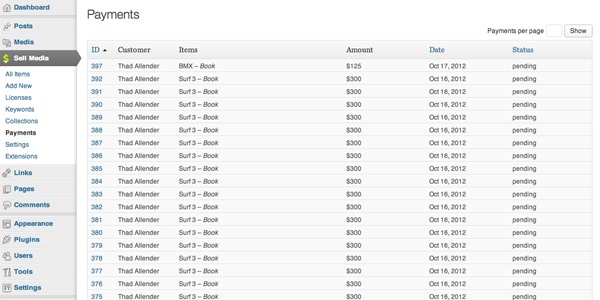 Dashboard
Posts
Media
Sell Media
All Items
Add New
Licenses
Keywords
Collections
Payments
Settings
Extensions
Links
Pages
Comments
Appearance
Plugins
Users
Tools
Settings
Payments
Payments per page Show
ID Customer Items Amount Date Status
397 Thad Allender BMX – Book $125 Oct 17, 2012 pending
392 Thad Allender Surf 3 – Book $300 Oct 16, 2012 pending
391 Thad Allender Surf 3 – Book $300 Oct 16, 2012 pending
390 Thad Allender Surf 3 – Book $300 Oct 16, 2012 pending
389 Thad Allender Surf 3 – Book $300 Oct 16, 2012 pending
388 Thad Allender Surf 3 – Book $300 Oct 16, 2012 pending
387 Thad Allender Surf 3 – Book $300 Oct 16, 2012 pending
386 Thad Allender Surf 3 – Book $300 Oct 16, 2012 pending
385 Thad Allender Surf 3 – Book $300 Oct 16, 2012 pending
384 Thad Allender Surf 3 – Book $300 Oct 16, 2012 pending
383 Thad Allender Surf 3 – Book $300 Oct 16, 2012 pending
382 Thad Allender Surf 3 – Book $300 Oct 16, 2012 pending
381 Thad Allender Surf 3 – Book $300 Oct 16, 2012 pending
380 Thad Allender Surf 3 – Book $300 Oct 16, 2012 pending
379 Thad Allender Surf 3 – Book $300 Oct 16, 2012 pending
378 Thad Allender Surf 3 – Book $300 Oct 16, 2012 pending
377 Thad Allender Surf 3 – Book $300 Oct 16, 2012 pending
376 Thad Allender Surf 3 – Book $300 Oct 16, 2012 pending
375 Thad Allender Surf 3 – Book $300 Oct 16, 2012 pending